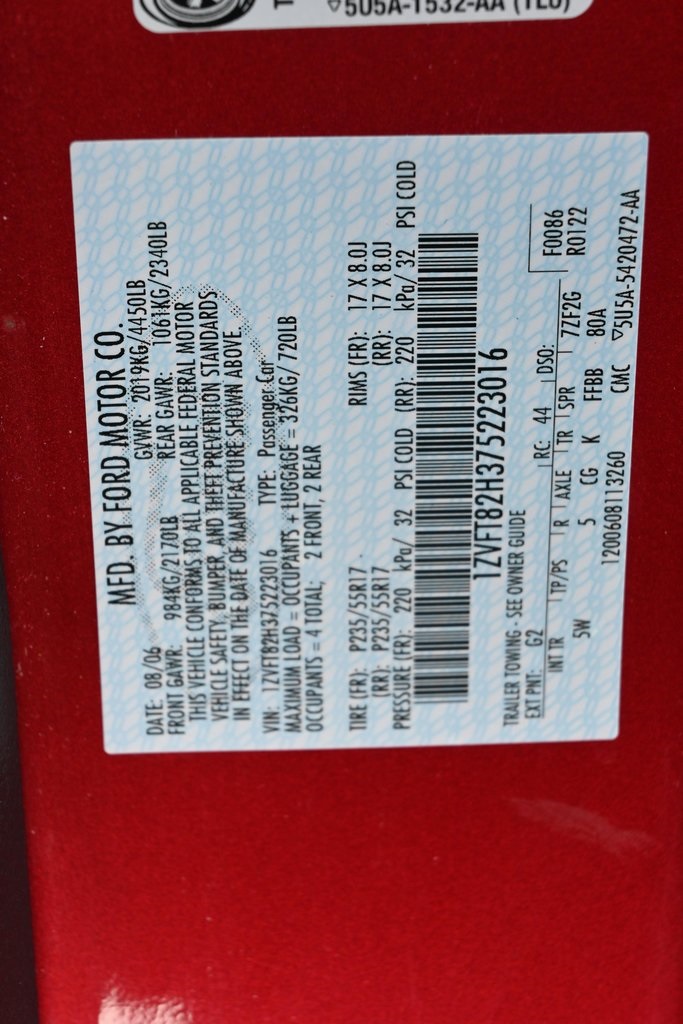 ▽5U5A-1532-AA (TEO)
MFD. BY FORD MOTOR CO.
DATE: 08/06 GVWR: 2019KG/4450LB
FRONT GAWR: 984KG/2170LB REAR GAWR: 1061KG/2340LB
THIS VEHICLE CONFORMS TO ALL APPLICABLE FEDERAL MOTOR
VEHICLE SAFETY, BUMPER, AND THEFT PREVENTION STANDARDS
IN EFFECT ON THE DATE OF MANUFACTURE SHOWN ABOVE.
VIN: 1ZVFT82H375223016 TYPE: Passenger Car
MAXIMUM LOAD = OCCUPANTS + LUGGAGE = 326KG/ 720LB
OCCUPANTS = 4 TOTAL; 2 FRONT, 2 REAR
TIRE (FR): P235/55R17 RIMS (FR): 17 X 8.0J
(RR): P235/55R17 (RR): 17 X 8.0J
PRESSURE (FR): 220 kPa/ 32 PSI COLD (RR): 220 kPa/ 32 PSI COLD
1ZVFT82H375223016
TRAILER TOWING - SEE OWNER GUIDE
EXT PNT: G2 RC: 44 DSO: F0086
R0122
INT TR TP/PS R AXLE TR SPR 7ZF2G
5W 5 CG K FFBB 80A
1200608113260 CMC ▽5U5A-5420472-AA